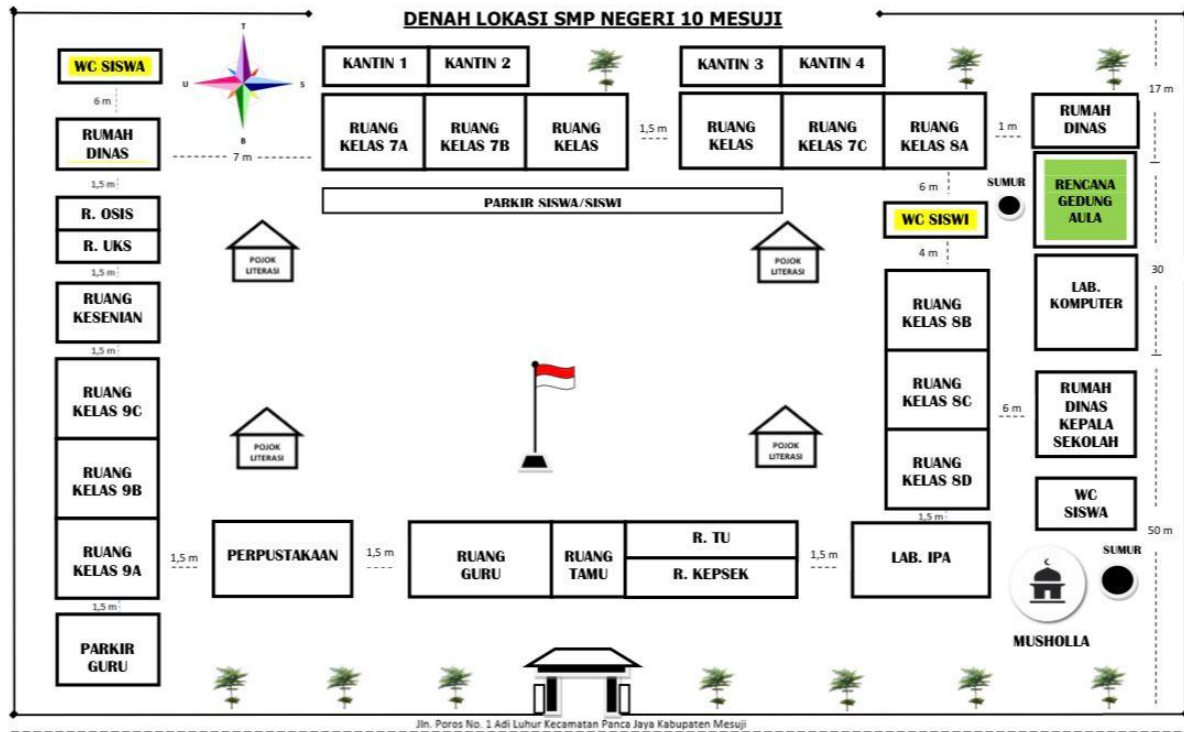 DENAH LOKASI SMP NEGERI 10 MESUJI
WC SISWA
T
U
S
B
KANTIN 1
KANTIN 2
KANTIN 3
KANTIN 4
17 m
6 m
RUMAH
DINAS
7 m
RUANG
KELAS 7A
RUANG
KELAS 7B
RUANG
KELAS
1,5 m
RUANG
KELAS
RUANG
KELAS 7C
RUANG
KELAS 8A
1 m
RUMAH
DINAS
1,5 m
R. OSIS
R. UKS
PARKIR SISWA/SISWI
6 m
SUMUR
RENCANA
GEDUNG
AULA
WC SISWI
4 m
POJOK
LITERASI
POJOK
LITERASI
1,5 m
RUANG
KESENIAN
1,5 m
RUANG
KELAS 8B
LAB.
KOMPUTER
30
RUANG
KELAS 9C
RUANG
KELAS 8C
6 m
RUMAH
DINAS
KEPALA
SEKOLAH
POJOK
LITERASI
POJOK
LITERASI
RUANG
KELAS 9B
RUANG
KELAS 8D
WC
SISWA
1,5 m
50 m
RUANG
KELAS 9A
1,5 m
PERPUSTAKAAN
1,5 m
RUANG
GURU
RUANG
TAMU
R. TU
R. KEPSEK
1,5 m
LAB. IPA
SUMUR
MUSHOLLA
1,5 m
PARKIR
GURU
Jln. Poros No. 1 Adi Luhur Kecamatan Panca Jaya Kabupaten Mesuji